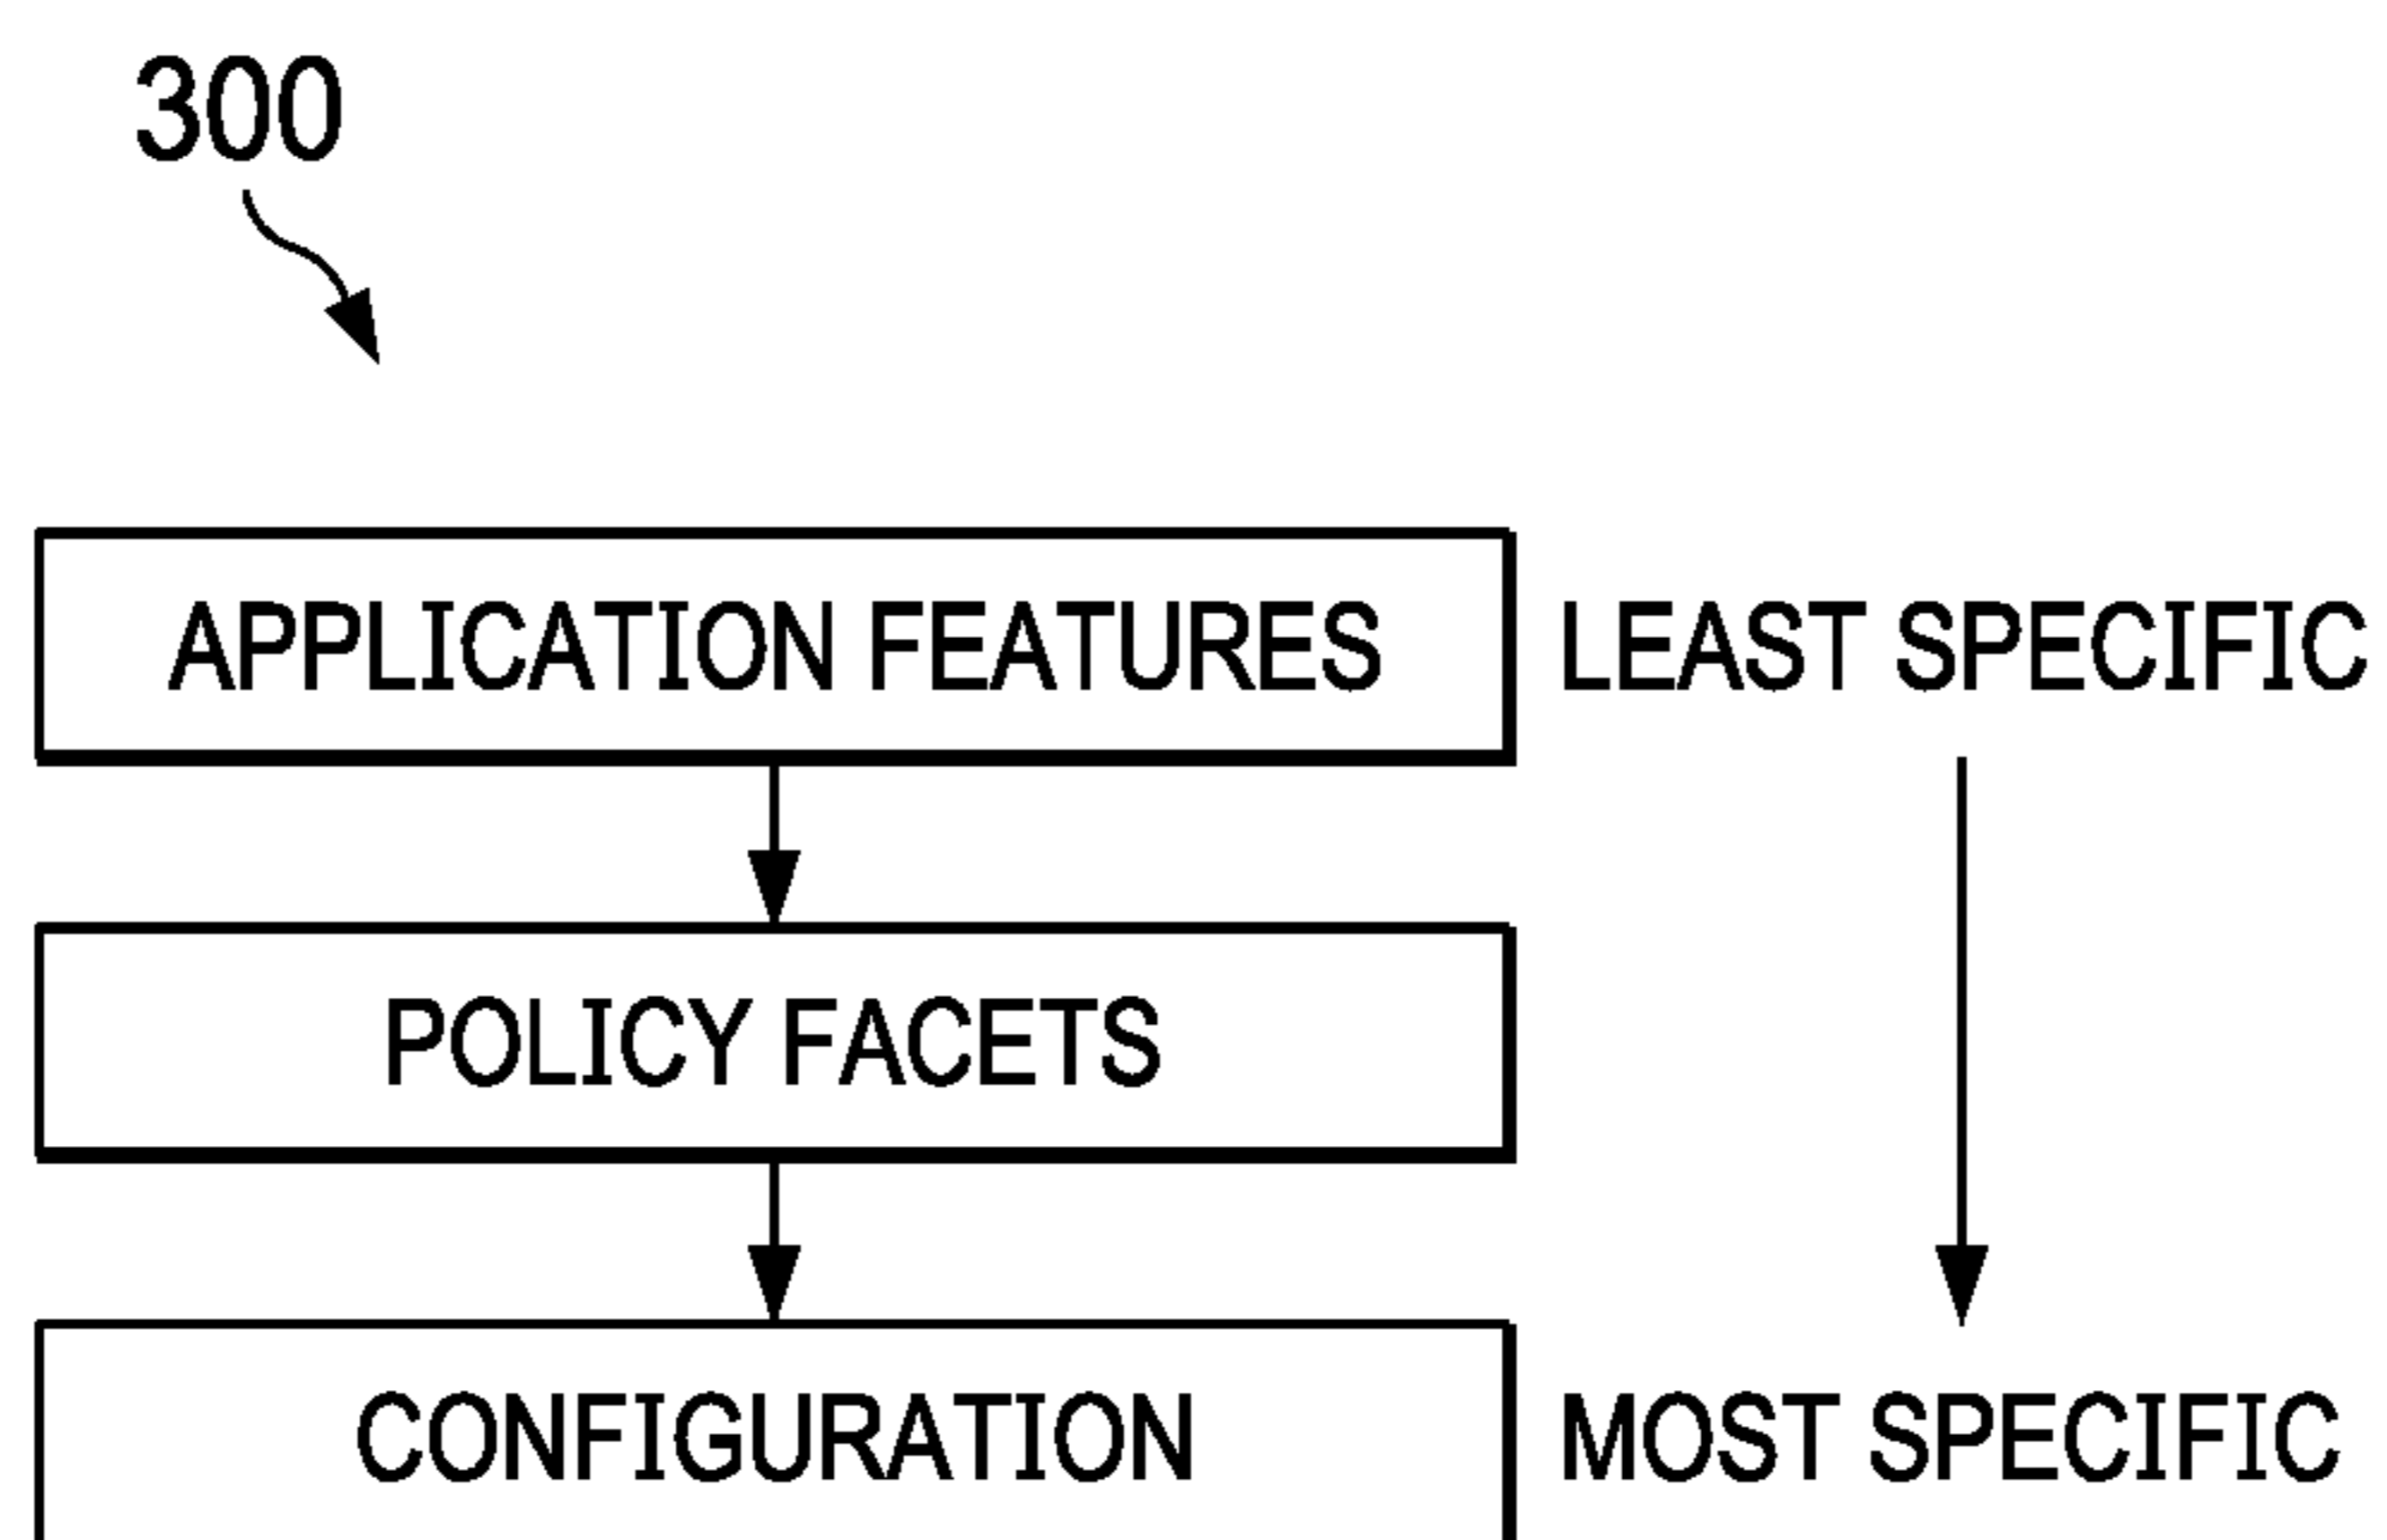 300
APPLICATION FEATURES LEAST SPECIFIC
POLICY FACETS
CONFIGURATION MOST SPECIFIC